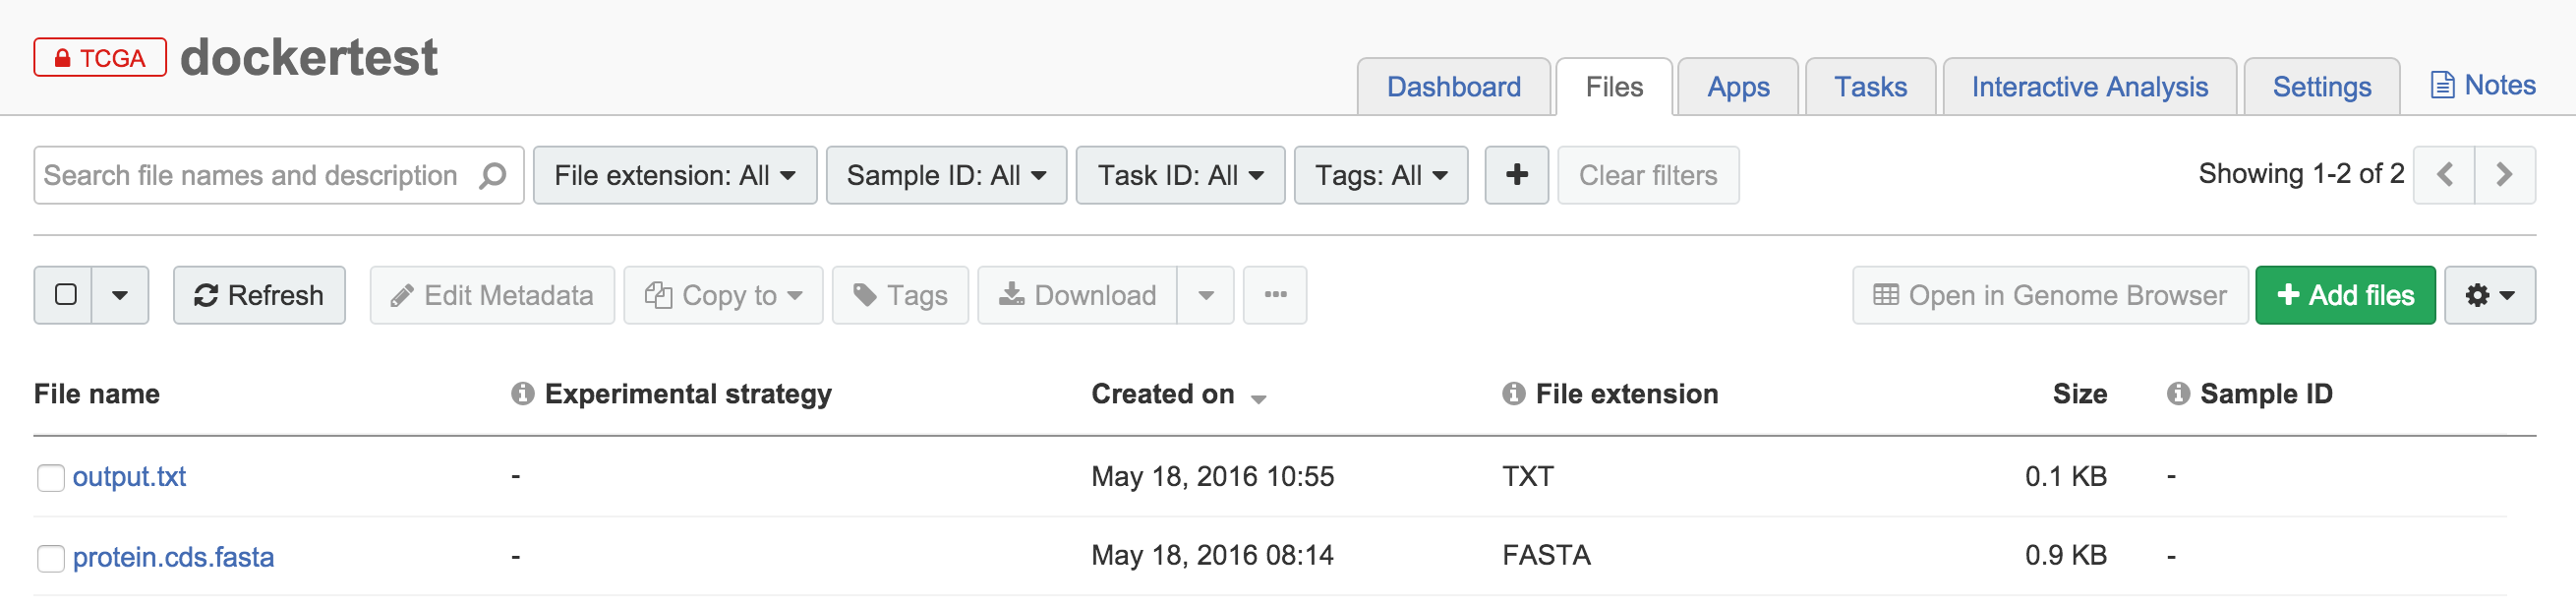 TCGA dockertest
Dashboard Files Apps Tasks Interactive Analysis Settings Notes
Search file names and description File extension: All Sample ID: All Task ID: All Tags: All + Clear filters Showing 1-2 of 2
Refresh Edit Metadata Copy to Tags Download ... Open in Genome Browser + Add files
File name Experimental strategy Created on File extension Size Sample ID
output.txt - May 18, 2016 10:55 TXT 0.1 KB -
protein.cds.fasta - May 18, 2016 08:14 FASTA 0.9 KB -